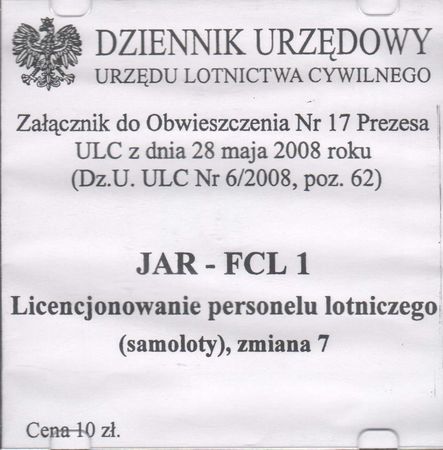 DZIENNIK URZĘDOWY
URZĘDU LOTNICTWA CYWILNEGO
Załącznik do Obwieszczenia Nr 17 Prezesa
ULC z dnia 28 maja 2008 roku
(Dz.U. ULC Nr 6/2008, poz. 62)
JAR - FCL 1
Licencjonowanie personelu lotniczego
(samoloty), zmiana 7
Cena 10 zł.